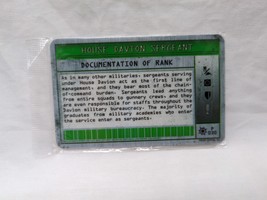 HOUSE DAVION SERGEANT
DOCUMENTATION OF RANK
As in many other militaries, sergeants serving
under House Davion act as the first line of
management, and they bear most of the chain-
of-command burden. Sergeants lead anything
from entire squads to gunnery crews, and they
are even responsible for staffs throughout the
Davion military bureaucracy. The majority of
graduates from military academies who enter
the service enter as sergeants.